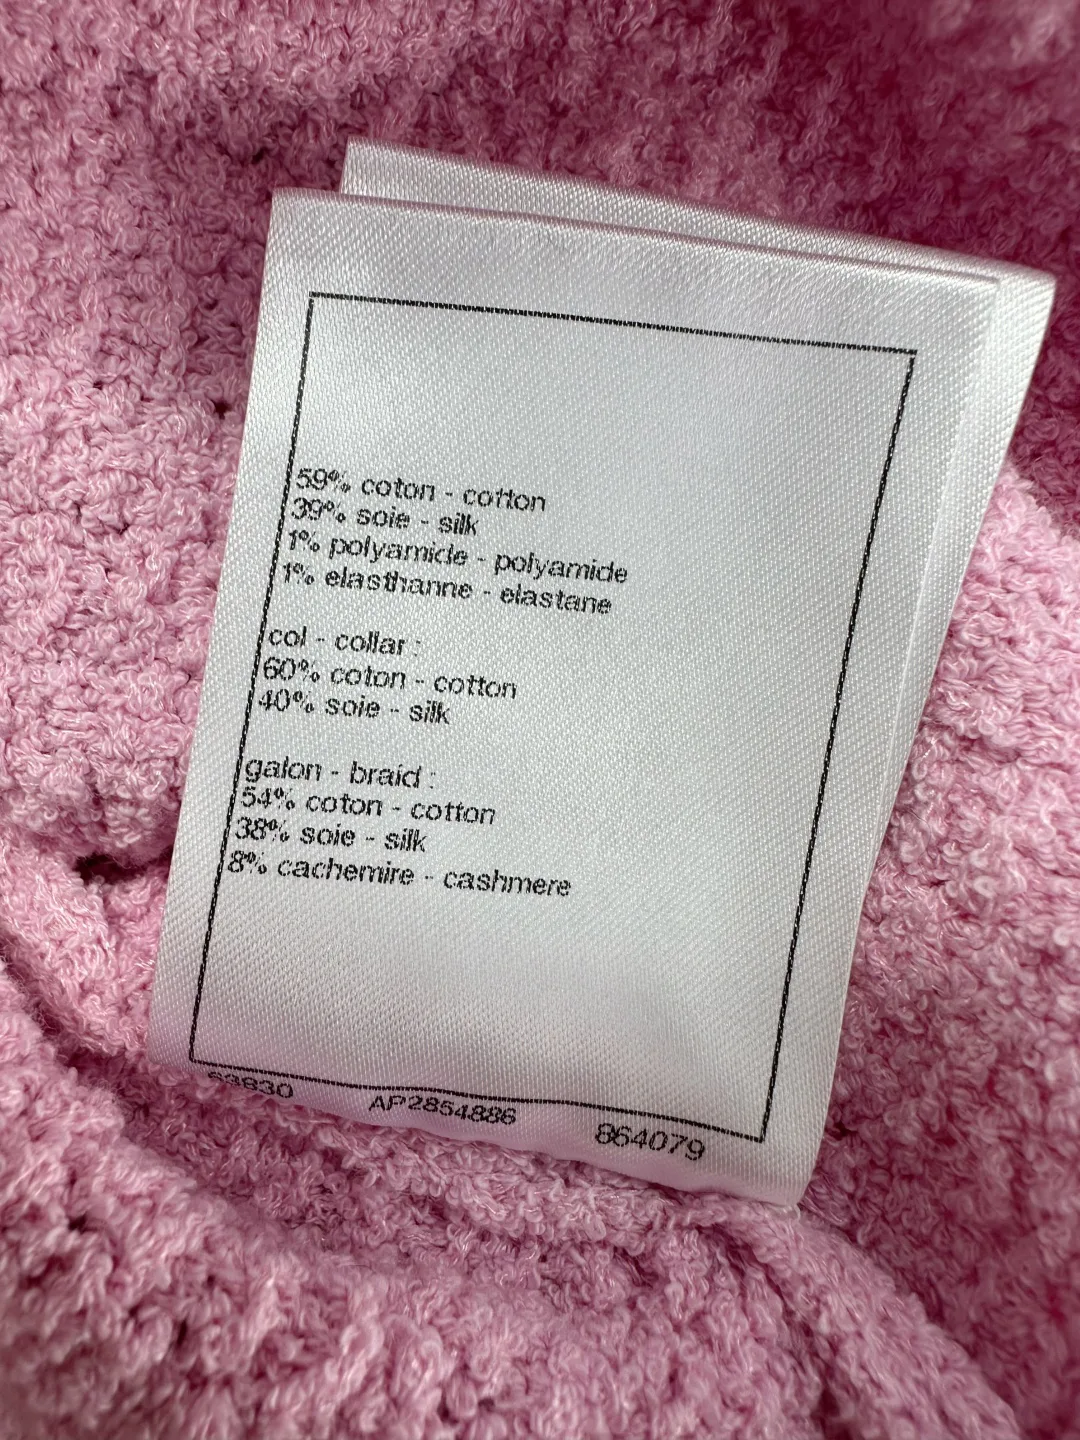 59% coton - cotton
39% soie - silk
1% polyamide - polyamide
1% elasthanne - elastane
col - collar :
60% coton - cotton
40% soie - silk
galon - braid :
54% coton - cotton
38% soie - silk
8% cachemire - cashmere
63830 AP2854886 864079